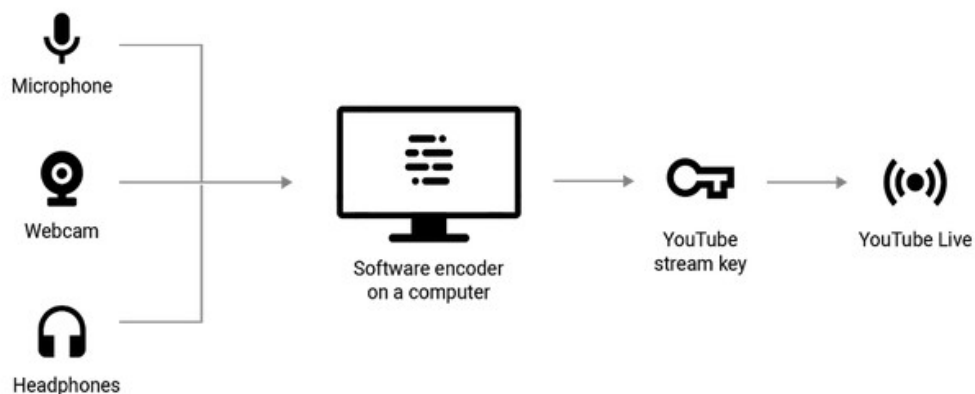 Microphone
Webcam
Headphones
Software encoder
on a computer
YouTube
stream key
YouTube Live